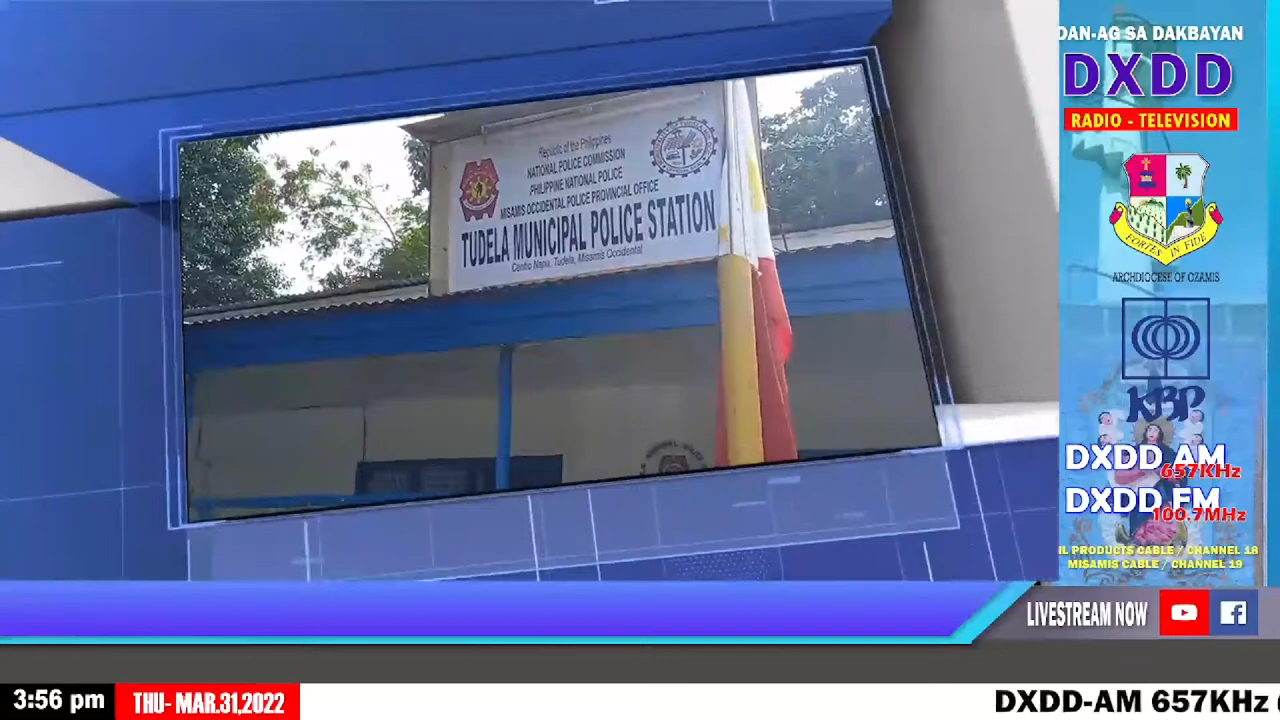 Republic of the Philippines
NATIONAL POLICE COMMISSION
PHILIPPINE NATIONAL POLICE
MISAMIS OCCIDENTAL POLICE PROVINCIAL OFFICE
TUDELA MUNICIPAL POLICE STATION
Centro Napu, Tudela, Misamis Occidental
DAN-AG SA DAKBAYAN
DXDD
RADIO - TELEVISION
FORTES IN FIDE
ARCHDIOCESE OF OZAMIS
KBP
DXDD AM
657KHz
DXDD FM
100.7MHz
IL PRODUCTS CABLE / CHANNEL 18
MISAMIS CABLE / CHANNEL 19
LIVESTREAM NOW
3:56 pm
THU- MAR.31,2022
DXDD-AM 657KHz